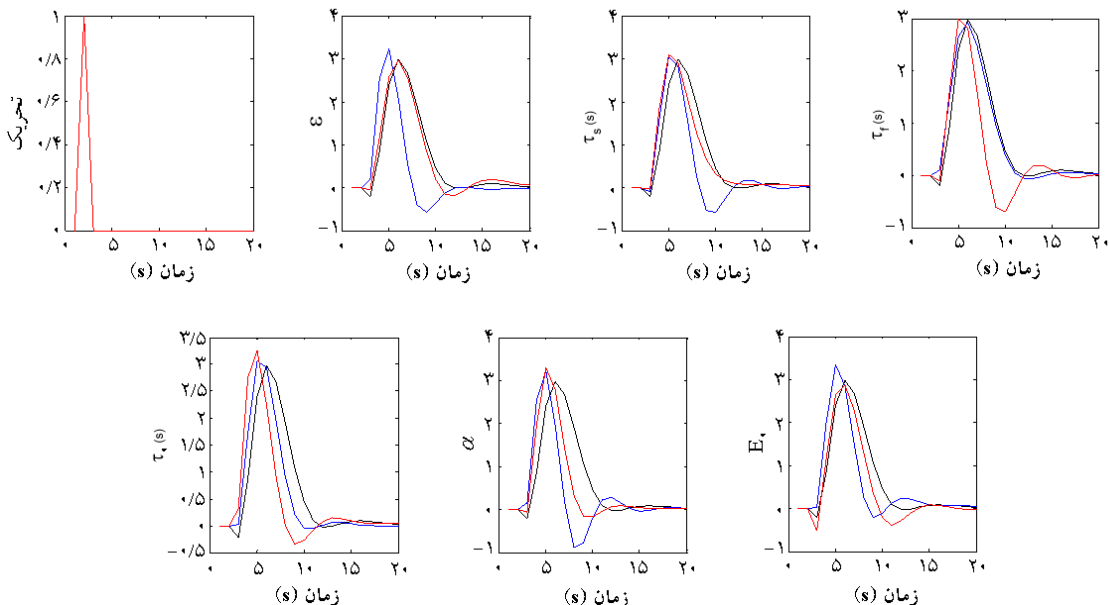 تحریک
۱
۰/۸
۰/۶
۰/۴
۰/۲
۰
۰ ۵ ۱۰ ۱۵ ۲۰
زمان (s)
ε
۴
۳
۲
۱
۰
−۱
۰ ۵ ۱۰ ۱۵ ۲۰
زمان (s)
τs (s)
۴
۳
۲
۱
۰
−۱
۰ ۵ ۱۰ ۱۵ ۲۰
زمان (s)
τf (s)
۳
۲
۱
۰
−۱
۰ ۵ ۱۰ ۱۵ ۲۰
زمان (s)
τ۰ (s)
۳/۵
۳
۲/۵
۲
۱/۵
۱
۰/۵
۰
−۰/۵
۰ ۵ ۱۰ ۱۵ ۲۰
زمان (s)
α
۴
۳
۲
۱
۰
−۱
۰ ۵ ۱۰ ۱۵ ۲۰
زمان (s)
E۰
۴
۳
۲
۱
۰
−۱
۰ ۵ ۱۰ ۱۵ ۲۰
زمان (s)